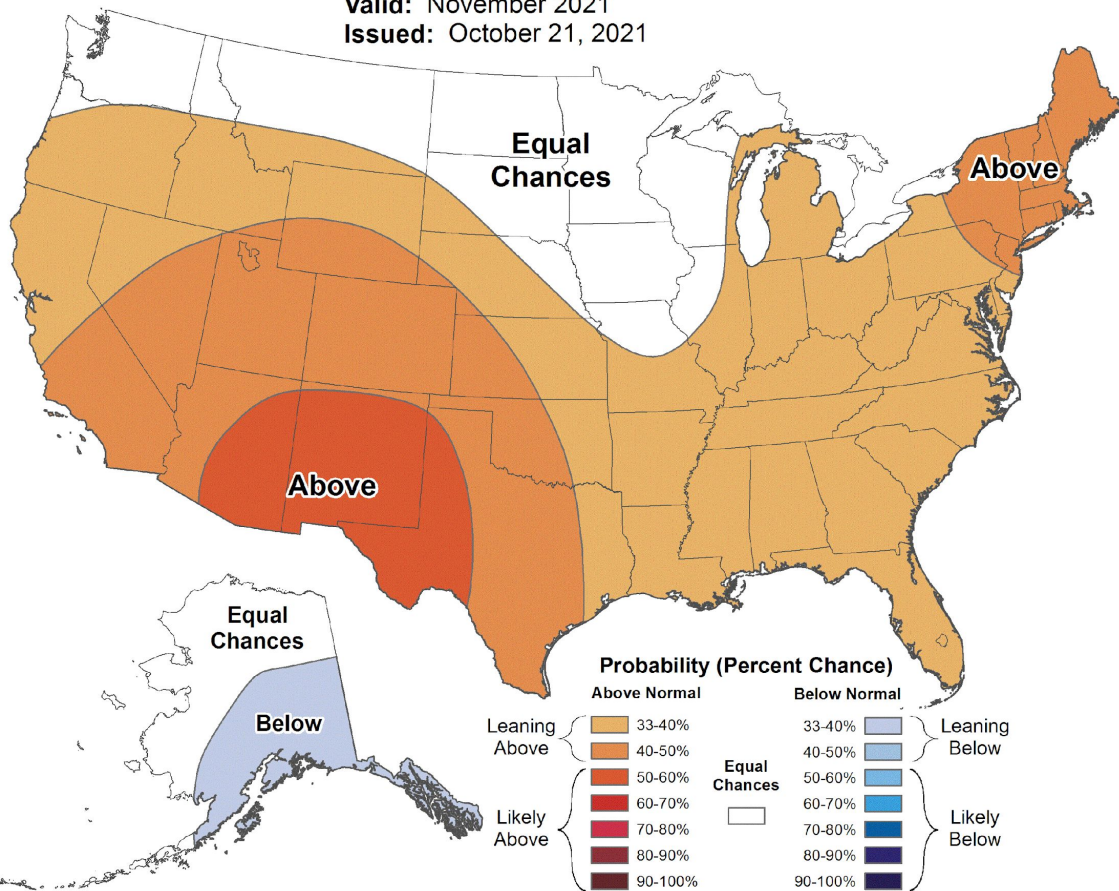 Valid: November 2021
Issued: October 21, 2021
Equal
Chances
Above
Above
Equal
Chances
Below
Probability (Percent Chance)
Above Normal
Below Normal
Leaning
Above
33-40%
40-50%
50-60%
60-70%
70-80%
80-90%
90-100%
Likely
Above
Equal
Chances
33-40%
40-50%
50-60%
60-70%
70-80%
80-90%
90-100%
Leaning
Below
Likely
Below